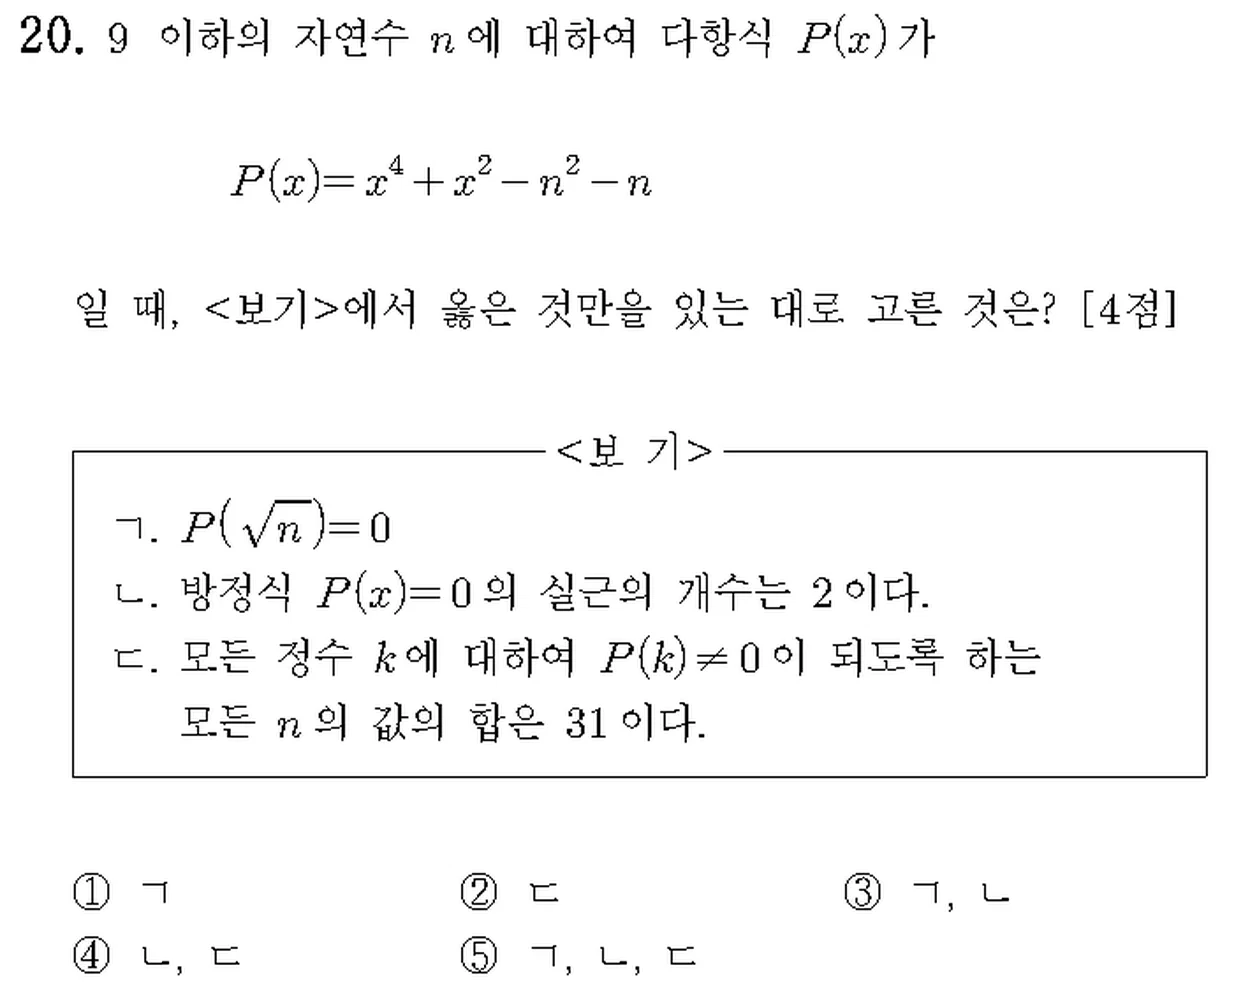 20. 9 이하의 자연수 n에 대하여 다항식 P(x)가
P(x)=x⁴+x²-n²-n
일 때, <보기>에서 옳은 것만을 있는 대로 고른 것은? [4점]
<보 기>
ㄱ. P(√n)=0
ㄴ. 방정식 P(x)=0의 실근의 개수는 2이다.
ㄷ. 모든 정수 k에 대하여 P(k)≠0이 되도록 하는
모든 n의 값의 합은 31이다.
① ㄱ ② ㄷ ③ ㄱ, ㄴ
④ ㄴ, ㄷ ⑤ ㄱ, ㄴ, ㄷ